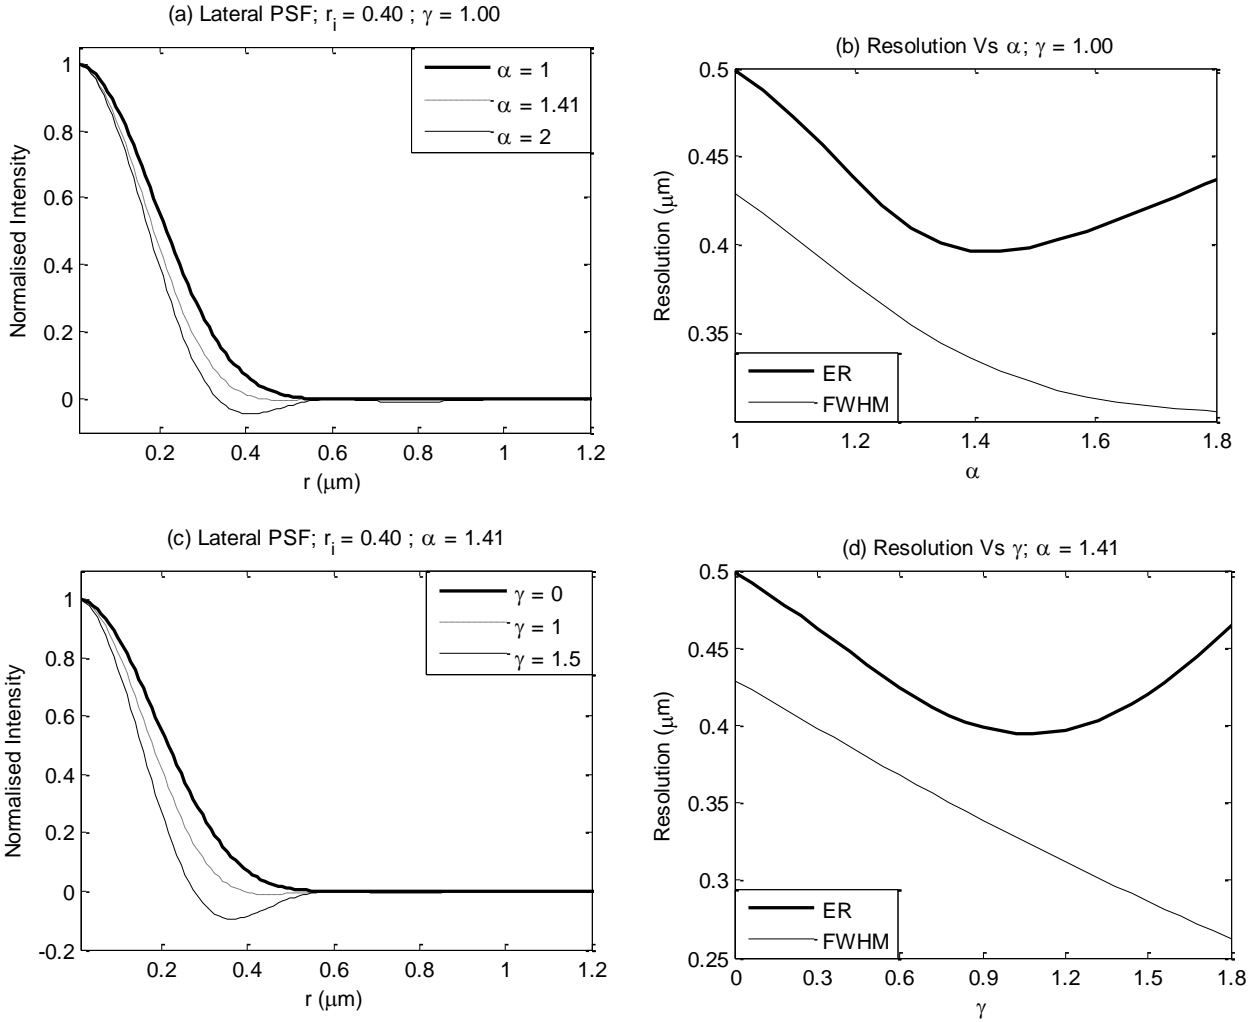 (a) Lateral PSF; r_i = 0.40 ; γ = 1.00
Normalised Intensity
1
0.8
0.6
0.4
0.2
0
α = 1
α = 1.41
α = 2
0.2 0.4 0.6 0.8 1 1.2
r (μm)
(b) Resolution Vs α; γ = 1.00
Resolution (μm)
0.5
0.45
0.4
0.35
ER
FWHM
1 1.2 1.4 1.6 1.8
α
(c) Lateral PSF; r_i = 0.40 ; α = 1.41
Normalised Intensity
1
0.8
0.6
0.4
0.2
0
-0.2
γ = 0
γ = 1
γ = 1.5
0.2 0.4 0.6 0.8 1 1.2
r (μm)
(d) Resolution Vs γ; α = 1.41
Resolution (μm)
0.5
0.45
0.4
0.35
0.3
0.25
ER
FWHM
0 0.3 0.6 0.9 1.2 1.5 1.8
γ